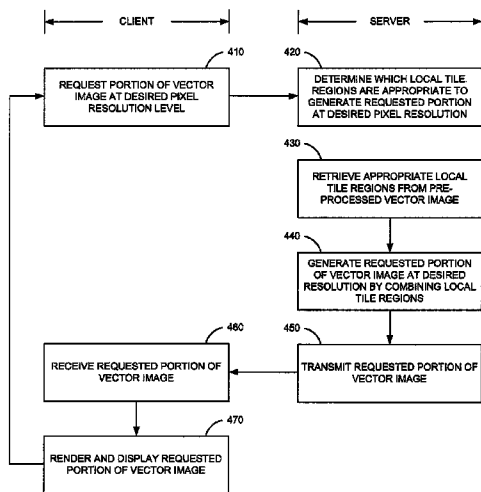 CLIENT
SERVER
410
REQUEST PORTION OF VECTOR
IMAGE AT DESIRED PIXEL
RESOLUTION LEVEL
420
DETERMINE WHICH LOCAL TILE
REGIONS ARE APPROPRIATE TO
GENERATE REQUESTED PORTION
AT DESIRED PIXEL RESOLUTION
430
RETRIEVE APPROPRIATE LOCAL
TILE REGIONS FROM PRE-
PROCESSED VECTOR IMAGE
440
GENERATE REQUESTED PORTION
OF VECTOR IMAGE AT DESIRED
RESOLUTION BY COMBINING LOCAL
TILE REGIONS
450
TRANSMIT REQUESTED PORTION OF
VECTOR IMAGE
460
RECEIVE REQUESTED PORTION OF
VECTOR IMAGE
470
RENDER AND DISPLAY REQUESTED
PORTION OF VECTOR IMAGE